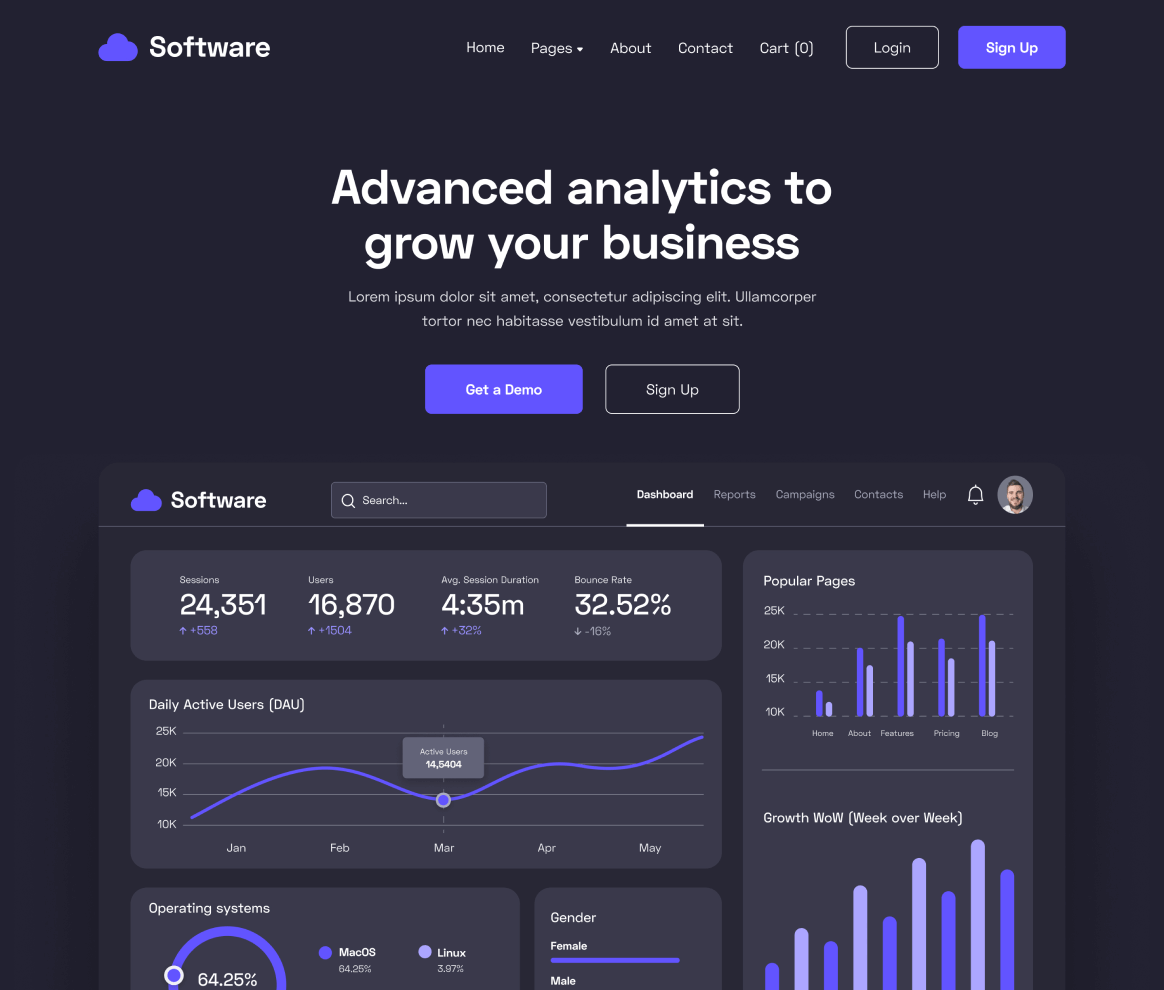 Software
Home Pages About Contact Cart (0) Login Sign Up
Advanced analytics to
grow your business
Lorem ipsum dolor sit amet, consectetur adipiscing elit. Ullamcorper
tortor nec habitasse vestibulum id amet at sit.
Get a Demo Sign Up
Software Search... Dashboard Reports Campaigns Contacts Help
Sessions Users Avg. Session Duration Bounce Rate
24,351 16,870 4:35m 32.52%
+558 +1504 +32% -16%
Daily Active Users (DAU)
25K
20K
15K
10K
Active Users
14,5404
Jan Feb Mar Apr May
Popular Pages
25K
20K
15K
10K
Home About Features Pricing Blog
Growth WoW (Week over Week)
Operating systems
64.25%
MacOS Linux
64.25% 3.97%
Gender
Female
Male